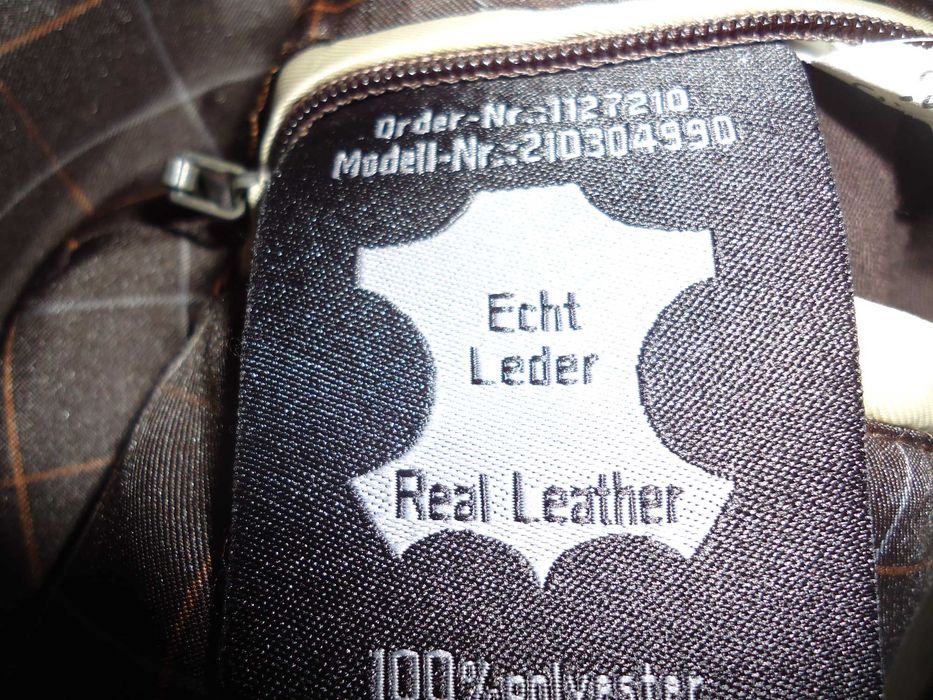 Order-Nr.:1127210
Modell-Nr.:210304990
Echt
Leder
Real Leather
100%polyester